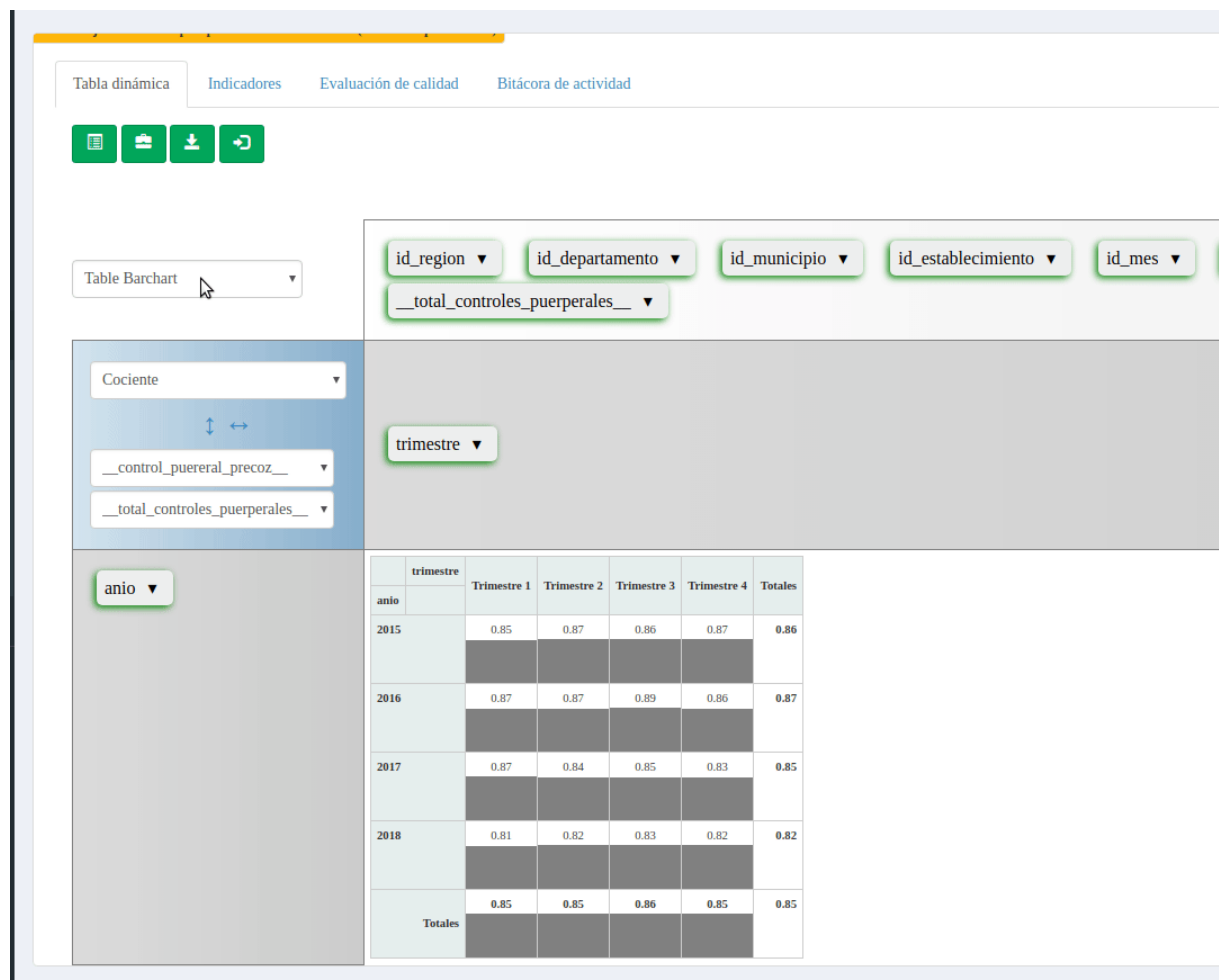 Tabla dinámica Indicadores Evaluación de calidad Bitácora de actividad
id_region ▼ id_departamento ▼ id_municipio ▼ id_establecimiento ▼ id_mes ▼
Table Barchart ▼
__total_controles_puerperales__ ▼
Cociente ▼
↕ ↔
trimestre ▼
__control_puereral_precoz__ ▼
__total_controles_puerperales__ ▼
anio ▼
trimestre Trimestre 1 Trimestre 2 Trimestre 3 Trimestre 4 Totales
anio
2015 0.85 0.87 0.86 0.87 0.86
2016 0.87 0.87 0.89 0.86 0.87
2017 0.87 0.84 0.85 0.83 0.85
2018 0.81 0.82 0.83 0.82 0.82
Totales 0.85 0.85 0.86 0.85 0.85